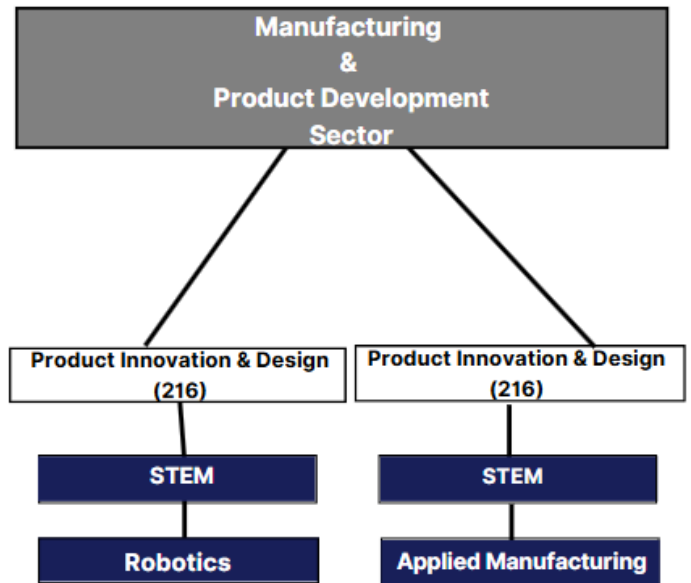 Manufacturing
&
Product Development
Sector
Product Innovation & Design
(216)
Product Innovation & Design
(216)
STEM
STEM
Robotics
Applied Manufacturing